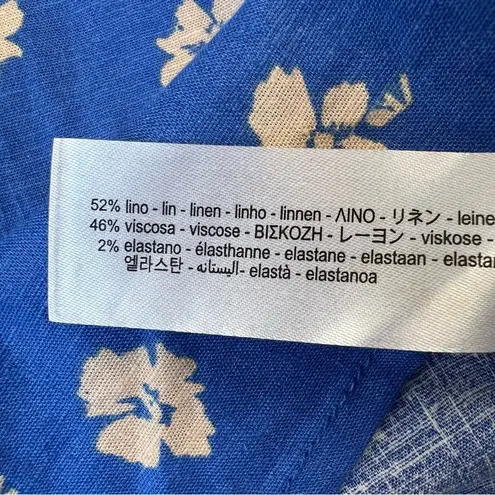 52% lino - lin - linen - linho - linnen - ΛΙΝΟ - リネン - leine
46% viscosa - viscose - ΒΙΣΚΟΖΗ - レーヨン - viskose -
2% elastano - élasthanne - elastane - elastaan - elastan
엘라스탄 - اليستانه - elastà - elastanoa